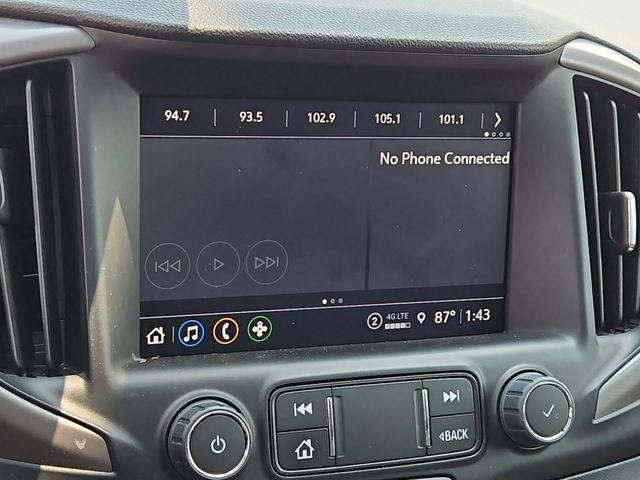 94.7 93.5 102.9 105.1 101.1
No Phone Connected
2 4G LTE 87° 1:43
BACK